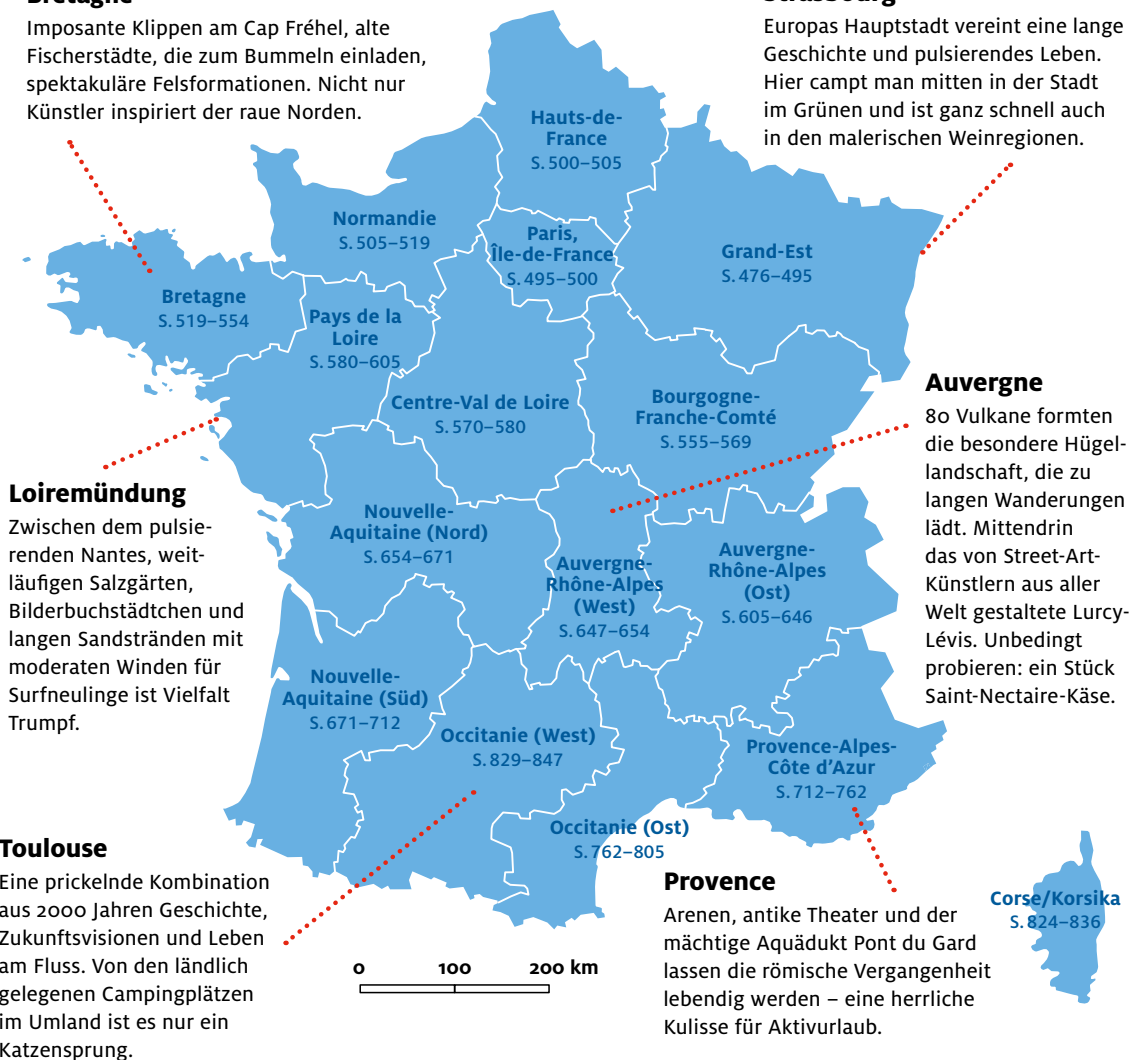 Bretagne
Imposante Klippen am Cap Fréhel, alte
Fischerstädte, die zum Bummeln einladen,
spektakuläre Felsformationen. Nicht nur
Künstler inspiriert der raue Norden.
Strasbourg
Europas Hauptstadt vereint eine lange
Geschichte und pulsierendes Leben.
Hier campt man mitten in der Stadt
im Grünen und ist ganz schnell auch
in den malerischen Weinregionen.
Hauts-de-
France
S. 500–505
Normandie
S. 505–519
Paris,
Île-de-France
S. 495–500
Grand-Est
S. 476–495
Bretagne
S. 519–554
Pays de la
Loire
S. 580–605
Centre-Val de Loire
S. 570–580
Bourgogne-
Franche-Comté
S. 555–569
Auvergne
80 Vulkane formten
die besondere Hügel-
landschaft, die zu
langen Wanderungen
lädt. Mittendrin
das von Street-Art-
Künstlern aus aller
Welt gestaltete Lurcy-
Lévis. Unbedingt
probieren: ein Stück
Saint-Nectaire-Käse.
Loiremündung
Zwischen dem pulsie-
renden Nantes, weit-
läufigen Salzgärten,
Bilderbuchstädtchen und
langen Sandstränden mit
moderaten Winden für
Surfneulinge ist Vielfalt
Trumpf.
Nouvelle-
Aquitaine (Nord)
S. 654–671
Auvergne-
Rhône-Alpes
(West)
S. 647–654
Auvergne-
Rhône-Alpes
(Ost)
S. 605–646
Nouvelle-
Aquitaine (Süd)
S. 671–712
Occitanie (West)
S. 829–847
Provence-Alpes-
Côte d'Azur
S. 712–762
Occitanie (Ost)
S. 762–805
Toulouse
Eine prickelnde Kombination
aus 2000 Jahren Geschichte,
Zukunftsvisionen und Leben
am Fluss. Von den ländlich
gelegenen Campingplätzen
im Umland ist es nur ein
Katzensprung.
0 100 200 km
Provence
Arenen, antike Theater und der
mächtige Aquädukt Pont du Gard
lassen die römische Vergangenheit
lebendig werden – eine herrliche
Kulisse für Aktivurlaub.
Corse/Korsika
S. 824–836